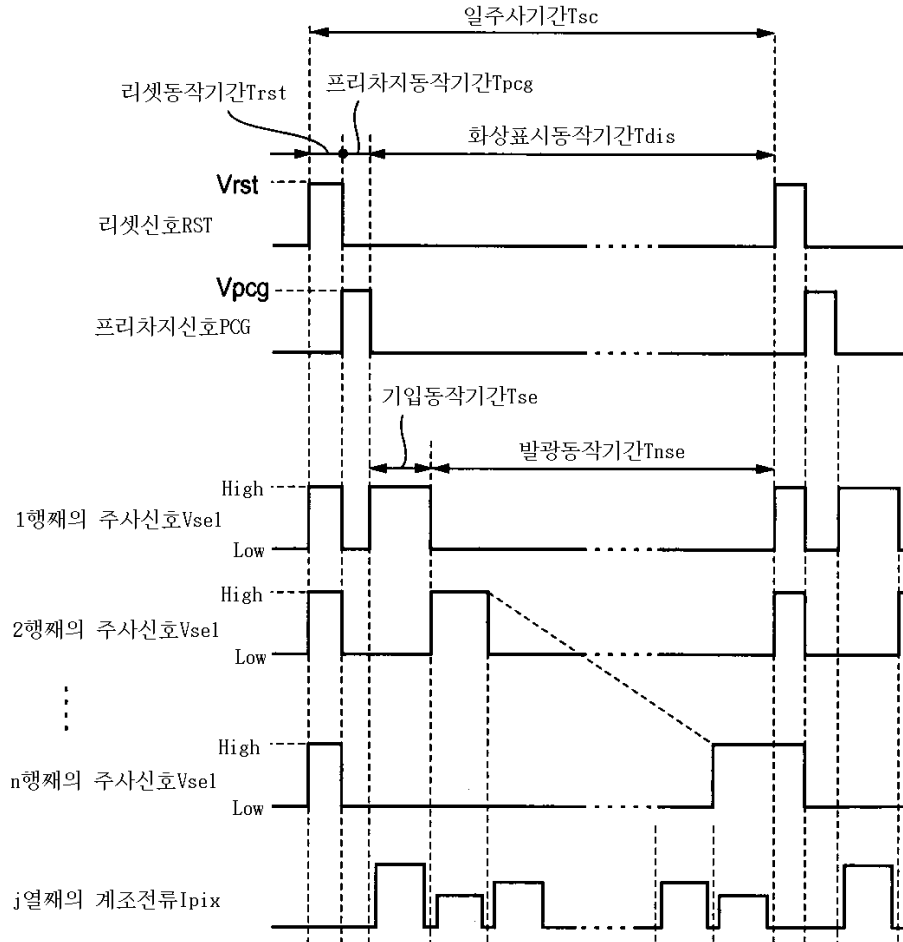 일주사기간Tsc
프리차지동작기간Tpcg
리셋동작기간Trst
화상표시동작기간Tdis
Vrst
리셋신호RST
Vpcg
프리차지신호PCG
기입동작기간Tse
발광동작기간Tnse
High
1행째의 주사신호Vsel
Low
High
2행째의 주사신호Vsel
Low
High
n행째의 주사신호Vsel
Low
j열째의 계조전류Ipix